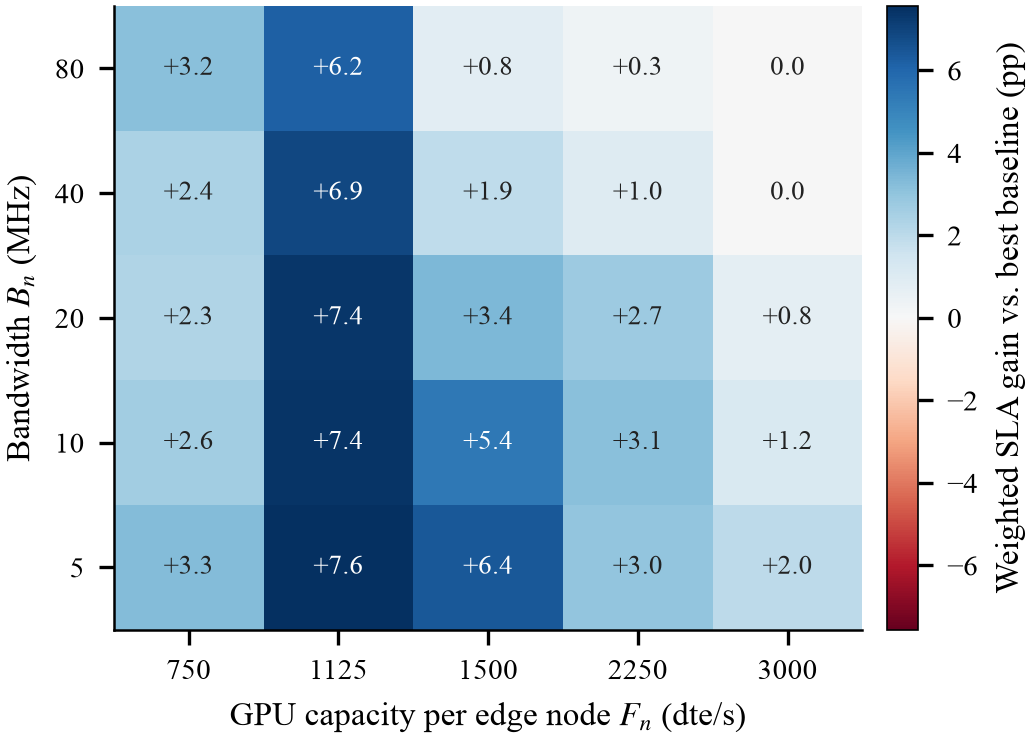 80 +3.2 +6.2 +0.8 +0.3 0.0
40 +2.4 +6.9 +1.9 +1.0 0.0
20 +2.3 +7.4 +3.4 +2.7 +0.8
10 +2.6 +7.4 +5.4 +3.1 +1.2
5 +3.3 +7.6 +6.4 +3.0 +2.0
750 1125 1500 2250 3000
GPU capacity per edge node Fₙ (dte/s)
Bandwidth Bₙ (MHz)
6
4
2
0
−2
−4
−6
Weighted SLA gain vs. best baseline (pp)